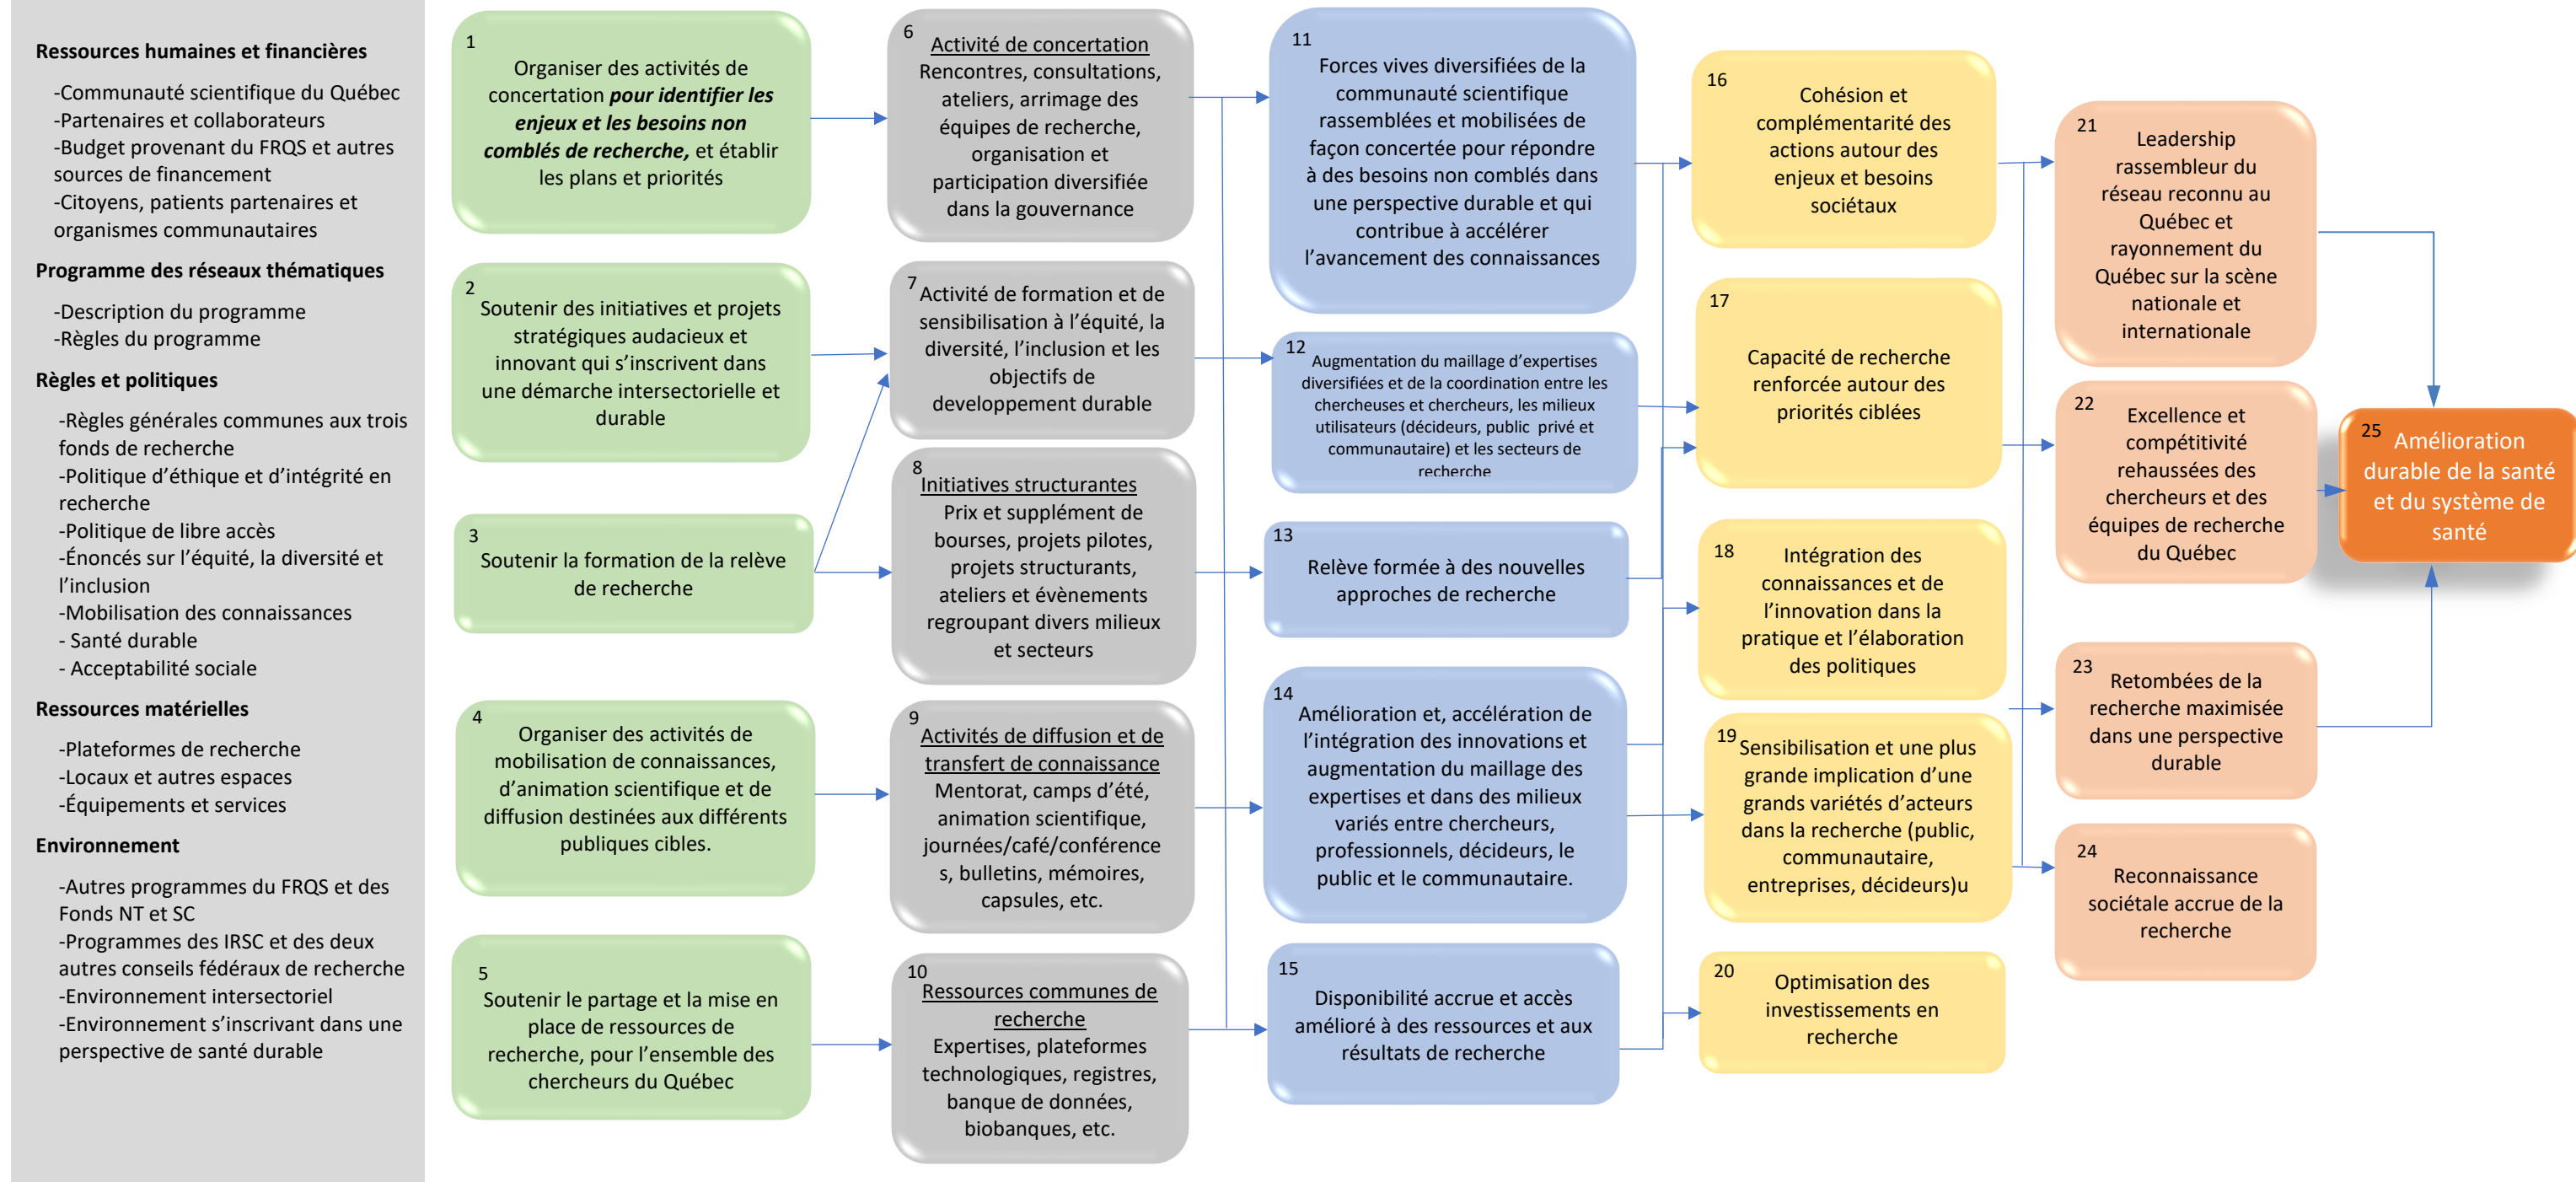 Ressources humaines et financières
-Communauté scientifique du Québec
-Partenaires et collaborateurs
-Budget provenant du FRQS et autres
sources de financement
-Citoyens, patients partenaires et
organismes communautaires
Programme des réseaux thématiques
-Description du programme
-Règles du programme
Règles et politiques
-Règles générales communes aux trois
fonds de recherche
-Politique d’éthique et d’intégrité en
recherche
-Politique de libre accès
-Énoncés sur l’équité, la diversité et
l’inclusion
-Mobilisation des connaissances
- Santé durable
- Acceptabilité sociale
Ressources matérielles
-Plateformes de recherche
-Locaux et autres espaces
-Équipements et services
Environnement
-Autres programmes du FRQS et des
Fonds NT et SC
-Programmes des IRSC et des deux
autres conseils fédéraux de recherche
-Environnement intersectoriel
-Environnement s’inscrivant dans une
perspective de santé durable
1
Organiser des activités de
concertation pour identifier les
enjeux et les besoins non
comblés de recherche, et établir
les plans et priorités
2
Soutenir des initiatives et projets
stratégiques audacieux et
innovant qui s’inscrivent dans
une démarche intersectorielle et
durable
3
Soutenir la formation de la relève
de recherche
4
Organiser des activités de
mobilisation de connaissances,
d’animation scientifique et de
diffusion destinées aux différents
publiques cibles.
5
Soutenir le partage et la mise en
place de ressources de
recherche, pour l’ensemble des
chercheurs du Québec
6
Activité de concertation
Rencontres, consultations,
ateliers, arrimage des
équipes de recherche,
organisation et
participation diversifiée
dans la gouvernance
7
Activité de formation et de
sensibilisation à l’équité, la
diversité, l’inclusion et les
objectifs de
developpement durable
8
Initiatives structurantes
Prix et supplément de
bourses, projets pilotes,
projets structurants,
ateliers et évènements
regroupant divers milieux
et secteurs
9
Activités de diffusion et de
transfert de connaissance
Mentorat, camps d’été,
animation scientifique,
journées/café/conférence
s, bulletins, mémoires,
capsules, etc.
10
Ressources communes de
recherche
Expertises, plateformes
technologiques, registres,
banque de données,
biobanques, etc.
11
Forces vives diversifiées de la
communauté scientifique
rassemblées et mobilisées de
façon concertée pour répondre
à des besoins non comblés dans
une perspective durable et qui
contribue à accélérer
l’avancement des connaissances
12
Augmentation du maillage d’expertises
diversifiées et de la coordination entre les
chercheuses et chercheurs, les milieux
utilisateurs (décideurs, public privé et
communautaire) et les secteurs de
recherche
13
Relève formée à des nouvelles
approches de recherche
14
Amélioration et, accélération de
l’intégration des innovations et
augmentation du maillage des
expertises et dans des milieux
variés entre chercheurs,
professionnels, décideurs, le
public et le communautaire.
15
Disponibilité accrue et accès
amélioré à des ressources et aux
résultats de recherche
16
Cohésion et
complémentarité des
actions autour des
enjeux et besoins
sociétaux
17
Capacité de recherche
renforcée autour des
priorités ciblées
18
Intégration des
connaissances et de
l’innovation dans la
pratique et l’élaboration
des politiques
19
Sensibilisation et une plus
grande implication d’une
grands variétés d’acteurs
dans la recherche (public,
communautaire,
entreprises, décideurs)u
20
Optimisation des
investissements en
recherche
21
Leadership
rassembleur du
réseau reconnu au
Québec et
rayonnement du
Québec sur la scène
nationale et
internationale
22
Excellence et
compétitivité
rehaussées des
chercheurs et des
équipes de recherche
du Québec
23
Retombées de la
recherche maximisée
dans une perspective
durable
24
Reconnaissance
sociétale accrue de la
recherche
25
Amélioration
durable de la santé
et du système de
santé